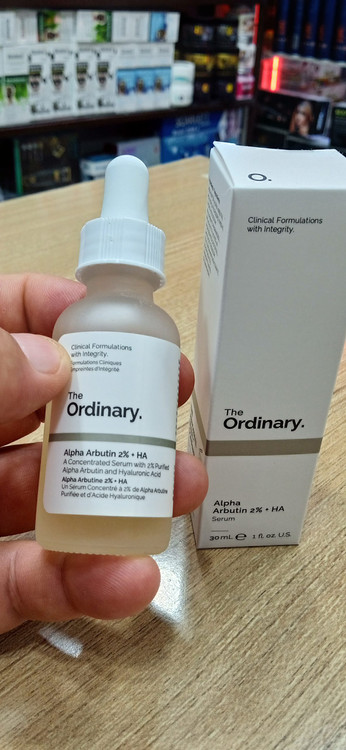 Clinical Formulations
with Integrity.
Formulations Cliniques
Empreintes d'Intégrité
The
Ordinary.
Alpha Arbutin 2% + HA
A Concentrated Serum with 2% Purified
Alpha Arbutin and Hyaluronic Acid
Alpha Arbutine 2% + HA
Un Sérum Concentré à 2% de Alpha Arbutine
Purifiée et d'Acide Hyaluronique
O.
Clinical Formulations
with Integrity.
The
Ordinary.
Alpha
Arbutin 2% + HA
Serum
30 mL ℮ 1 fl. oz. U.S.